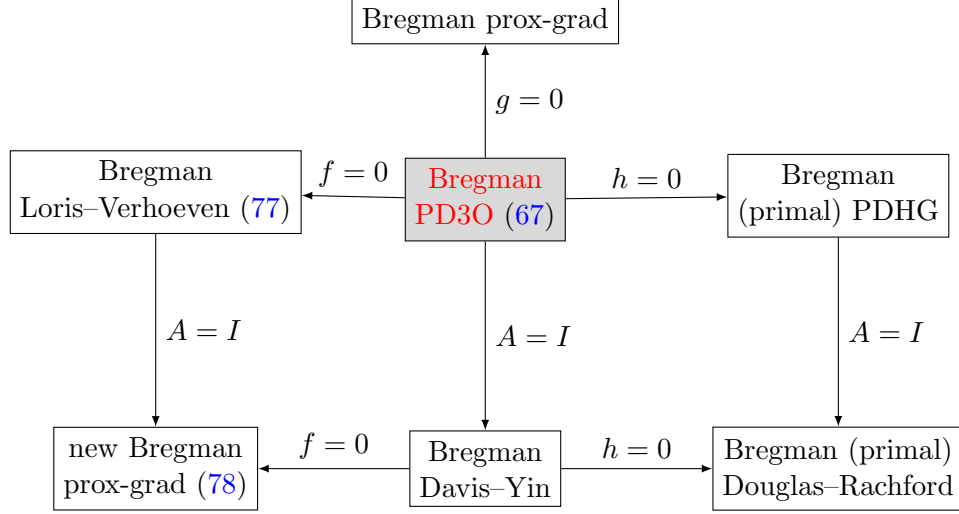 Bregman prox-grad
g = 0
Bregman
Loris–Verhoeven (77)
f = 0
Bregman
PD3O (67)
h = 0
Bregman
(primal) PDHG
A = I
A = I
A = I
new Bregman
prox-grad (78)
f = 0
Bregman
Davis–Yin
h = 0
Bregman (primal)
Douglas–Rachford